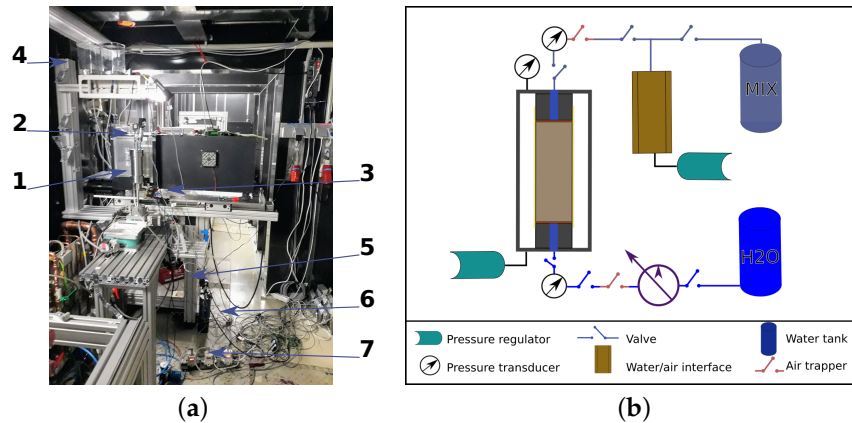 4
2
1
3
5
6
7
(a)
MIX
H2O
Pressure regulator
Valve
Water tank
Pressure transducer
Water/air interface
Air trapper
(b)